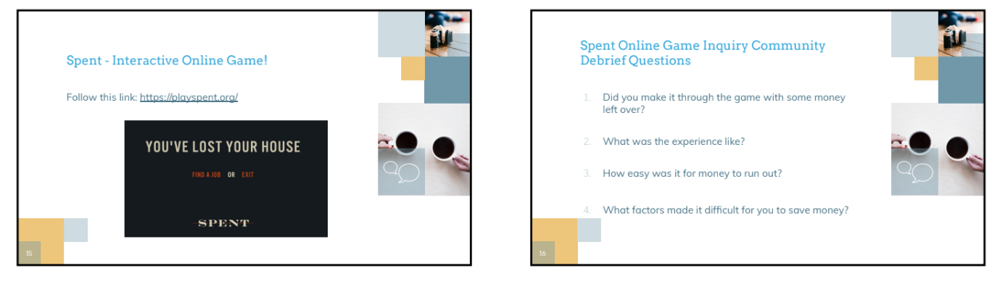 Spent - Interactive Online Game!
Follow this link: https://playspent.org/
YOU'VE LOST YOUR HOUSE
FIND A JOB OR EXIT
SPENT
15
Spent Online Game Inquiry Community
Debrief Questions
1. Did you make it through the game with some money
left over?
2. What was the experience like?
3. How easy was it for money to run out?
4. What factors made it difficult for you to save money?
16